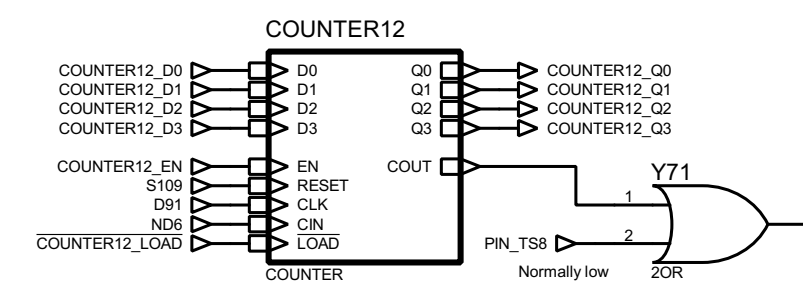 COUNTER12
COUNTER12_D0 D0 Q0 COUNTER12_Q0
COUNTER12_D1 D1 Q1 COUNTER12_Q1
COUNTER12_D2 D2 Q2 COUNTER12_Q2
COUNTER12_D3 D3 Q3 COUNTER12_Q3
COUNTER12_EN EN COUT Y71
S109 RESET
D91 CLK 1
ND6 CIN
COUNTER12_LOAD LOAD PIN_TS8 2
COUNTER Normally low 2OR